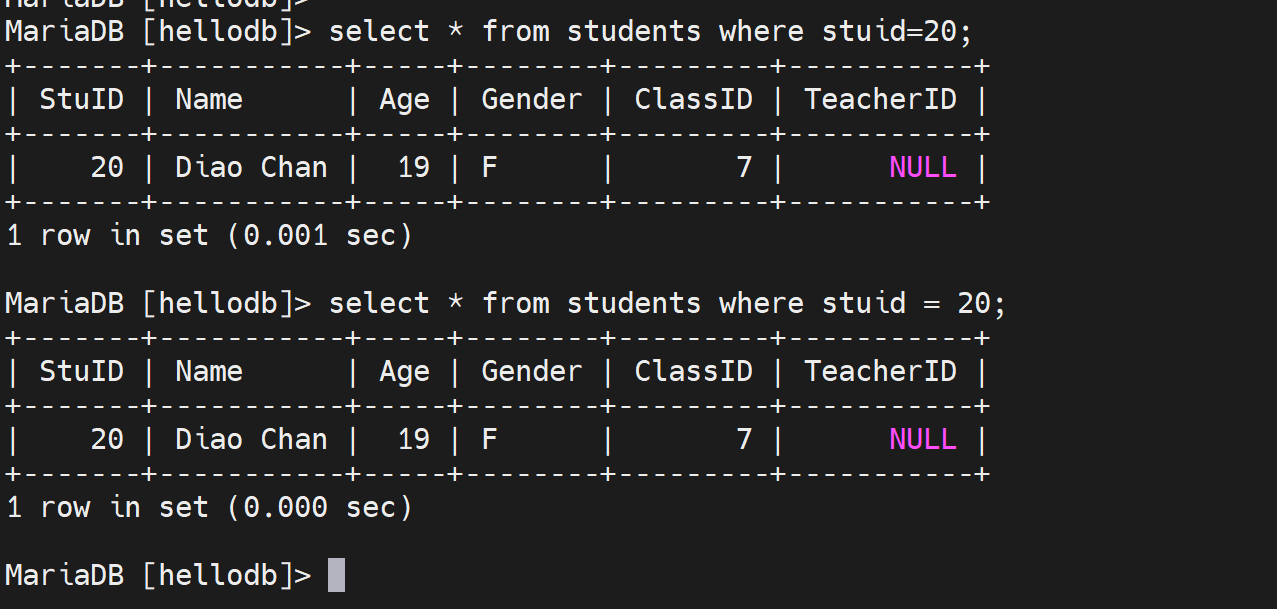 MariaDB [hellodb]>
MariaDB [hellodb]> select * from students where stuid=20;
+-------+-----------+-----+--------+---------+-----------+
| StuID | Name      | Age | Gender | ClassID | TeacherID |
+-------+-----------+-----+--------+---------+-----------+
|    20 | Diao Chan |  19 | F      |       7 |      NULL |
+-------+-----------+-----+--------+---------+-----------+
1 row in set (0.001 sec)

MariaDB [hellodb]> select * from students where stuid = 20;
+-------+-----------+-----+--------+---------+-----------+
| StuID | Name      | Age | Gender | ClassID | TeacherID |
+-------+-----------+-----+--------+---------+-----------+
|    20 | Diao Chan |  19 | F      |       7 |      NULL |
+-------+-----------+-----+--------+---------+-----------+
1 row in set (0.000 sec)

MariaDB [hellodb]>